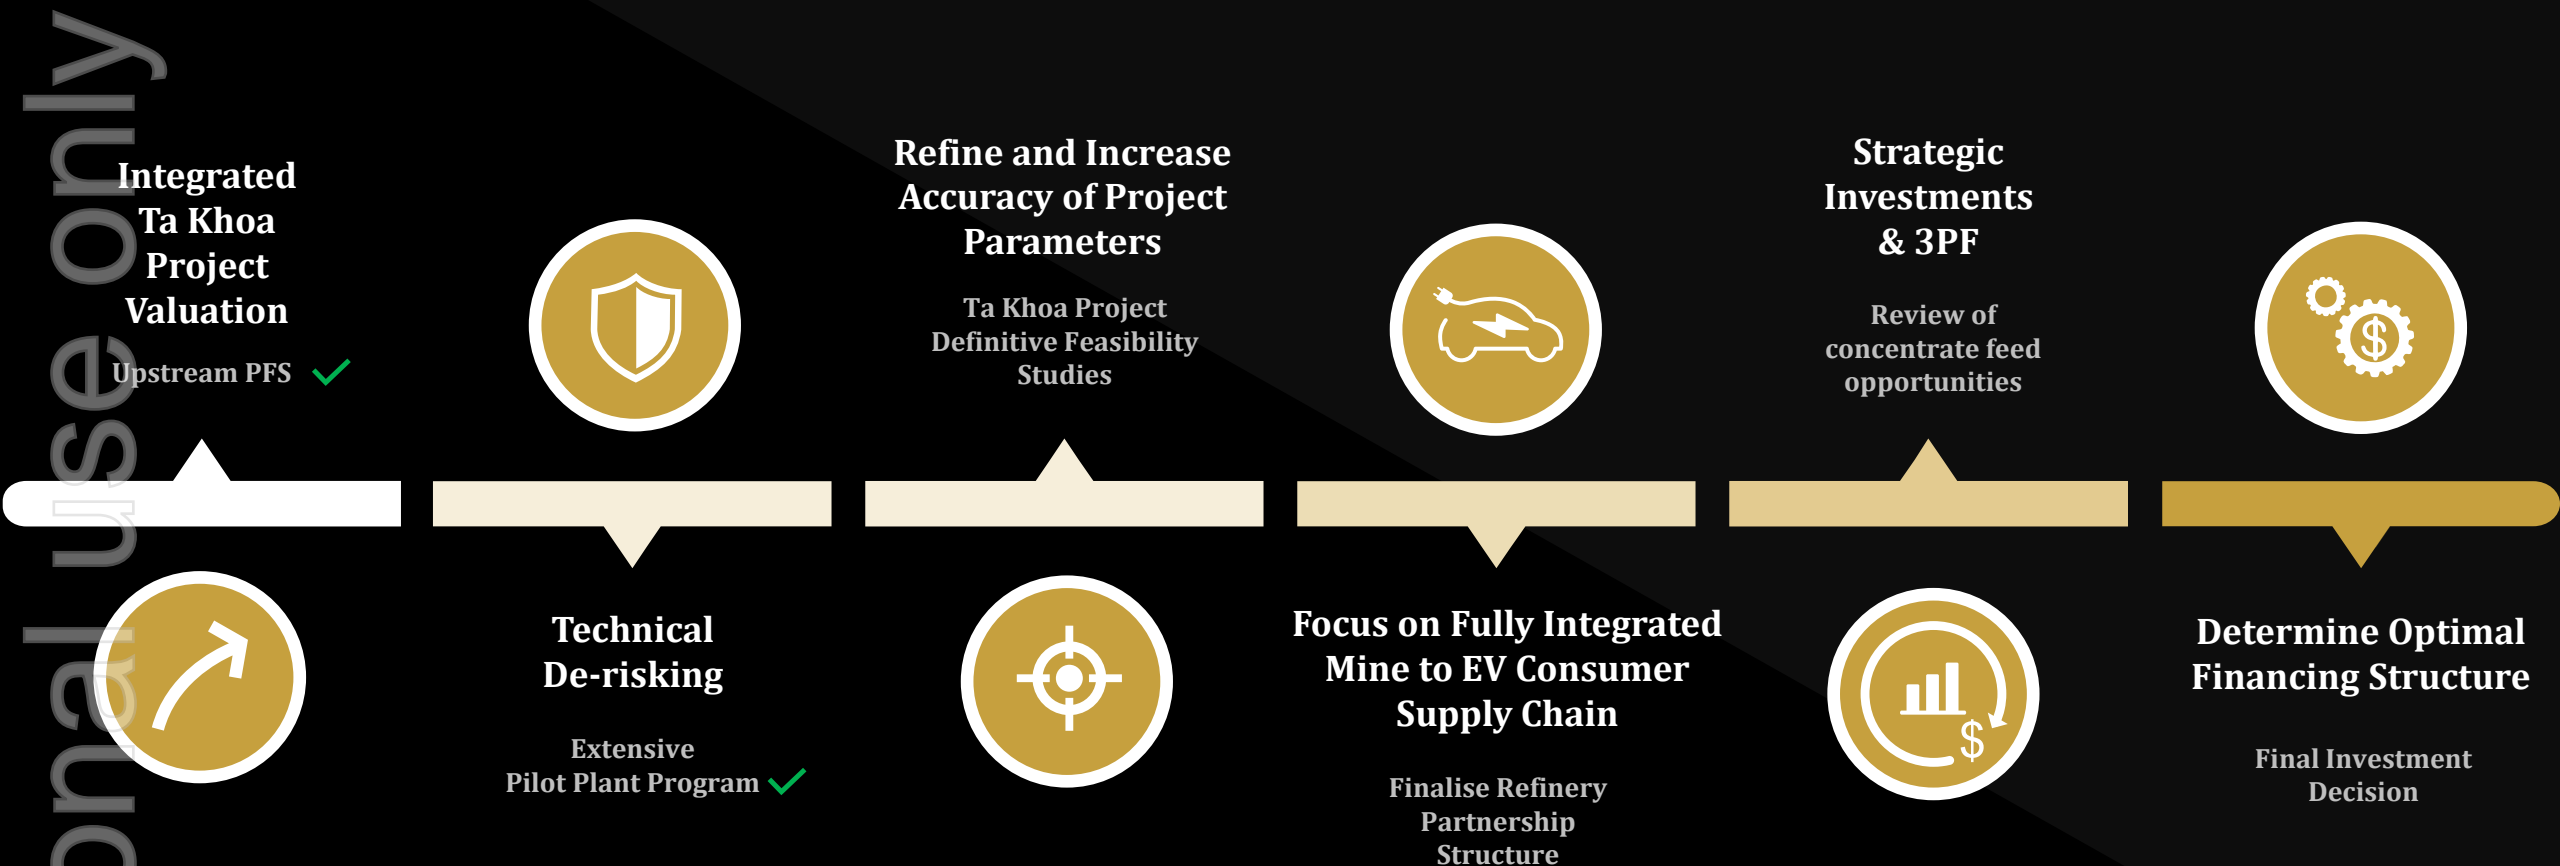 Integrated
Ta Khoa
Project
Valuation
Upstream PFS
Technical
De-risking
Extensive
Pilot Plant Program
Refine and Increase
Accuracy of Project
Parameters
Ta Khoa Project
Definitive Feasibility
Studies
Focus on Fully Integrated
Mine to EV Consumer
Supply Chain
Finalise Refinery
Partnership
Structure
Strategic
Investments
& 3PF
Review of
concentrate feed
opportunities
$
Determine Optimal
Financing Structure
Final Investment
Decision
$
onal use only